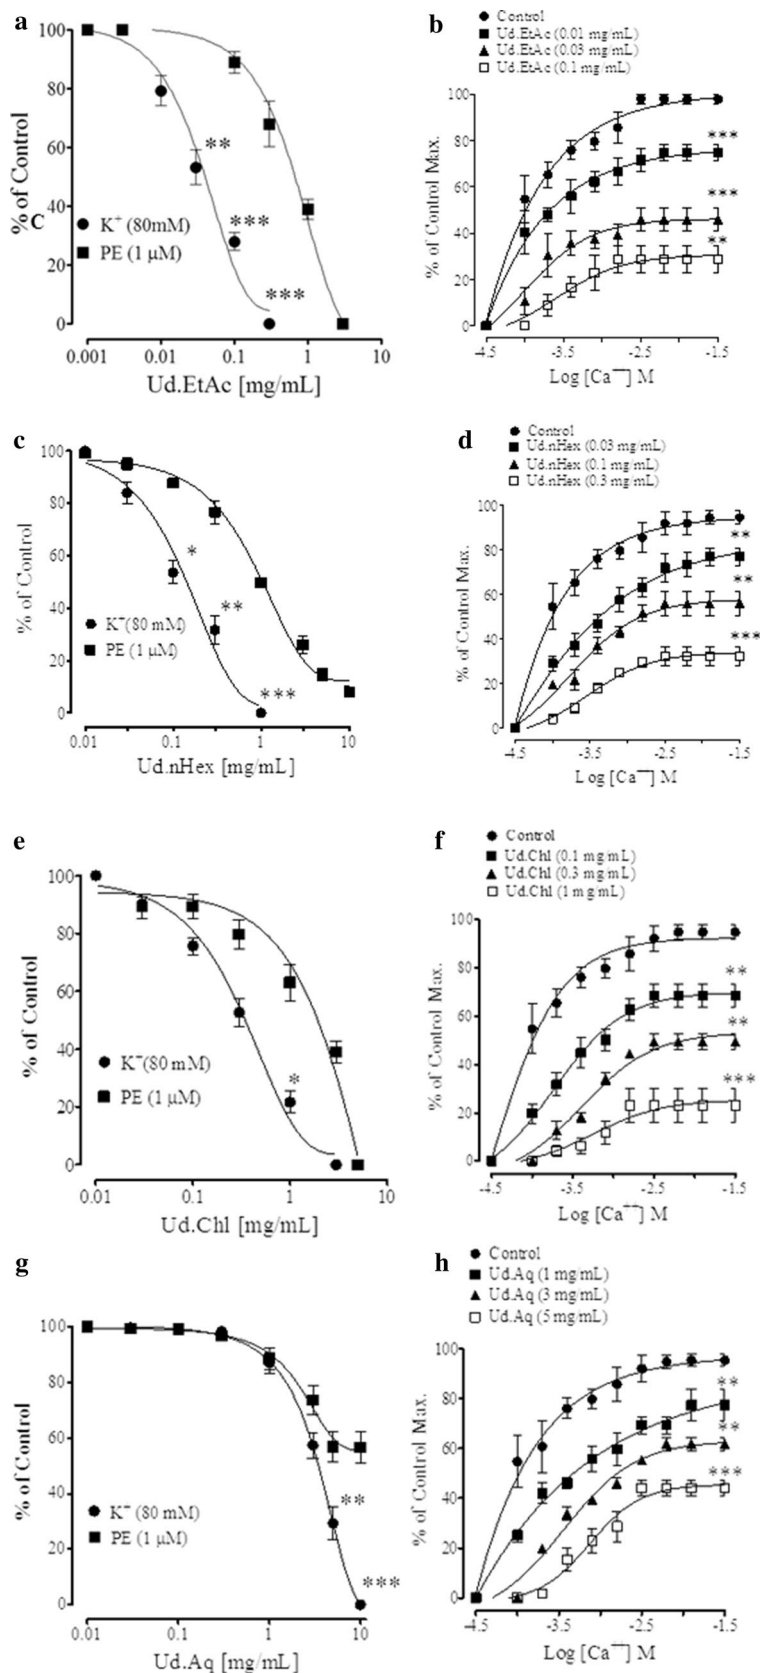 a
% of Control
C
100
80
60
40
20
0
**
***
***
K⁺ (80mM)
PE (1 μM)
0.001 0.01 0.1 1 10
Ud.EtAc [mg/mL]
b
Control
Ud.EtAc (0.01 mg/mL)
Ud.EtAc (0.03 mg/mL)
Ud.EtAc (0.1 mg/mL)
% of Control Max.
100
80
60
40
20
0
***
***
**
-4.5 -3.5 -2.5 -1.5
Log [Ca⁺⁺] M
c
% of Control
100
80
60
40
20
0
*
**
***
K⁺(80 mM)
PE (1 μM)
0.01 0.1 1 10
Ud.nHex [mg/mL]
d
Control
Ud.nHex (0.03 mg/mL)
Ud.nHex (0.1 mg/mL)
Ud.nHex (0.3 mg/mL)
% of Control Max.
100
80
60
40
20
0
**
**
***
-4.5 -3.5 -2.5 -1.5
Log [Ca⁺⁺] M
e
% of Control
100
80
60
40
20
0
*
K⁺(80 mM)
PE (1 μM)
0.01 0.1 1 10
Ud.Chl [mg/mL]
f
Control
Ud.Chl (0.1 mg/mL)
Ud.Chl (0.3 mg/mL)
Ud.Chl (1 mg/mL)
% of Control Max.
100
80
60
40
20
0
**
**
***
-4.5 -3.5 -2.5 -1.5
Log [Ca⁺⁺] M
g
% of Control
100
80
60
40
20
0
**
***
K⁺ (80 mM)
PE (1 μM)
0.01 0.1 1 10
Ud.Aq [mg/mL]
h
Control
Ud.Aq (1 mg/mL)
Ud.Aq (3 mg/mL)
Ud.Aq (5 mg/mL)
% of Control Max.
100
80
60
40
20
0
**
**
***
-4.5 -3.5 -2.5 -1.5
Log [Ca⁺⁺] M